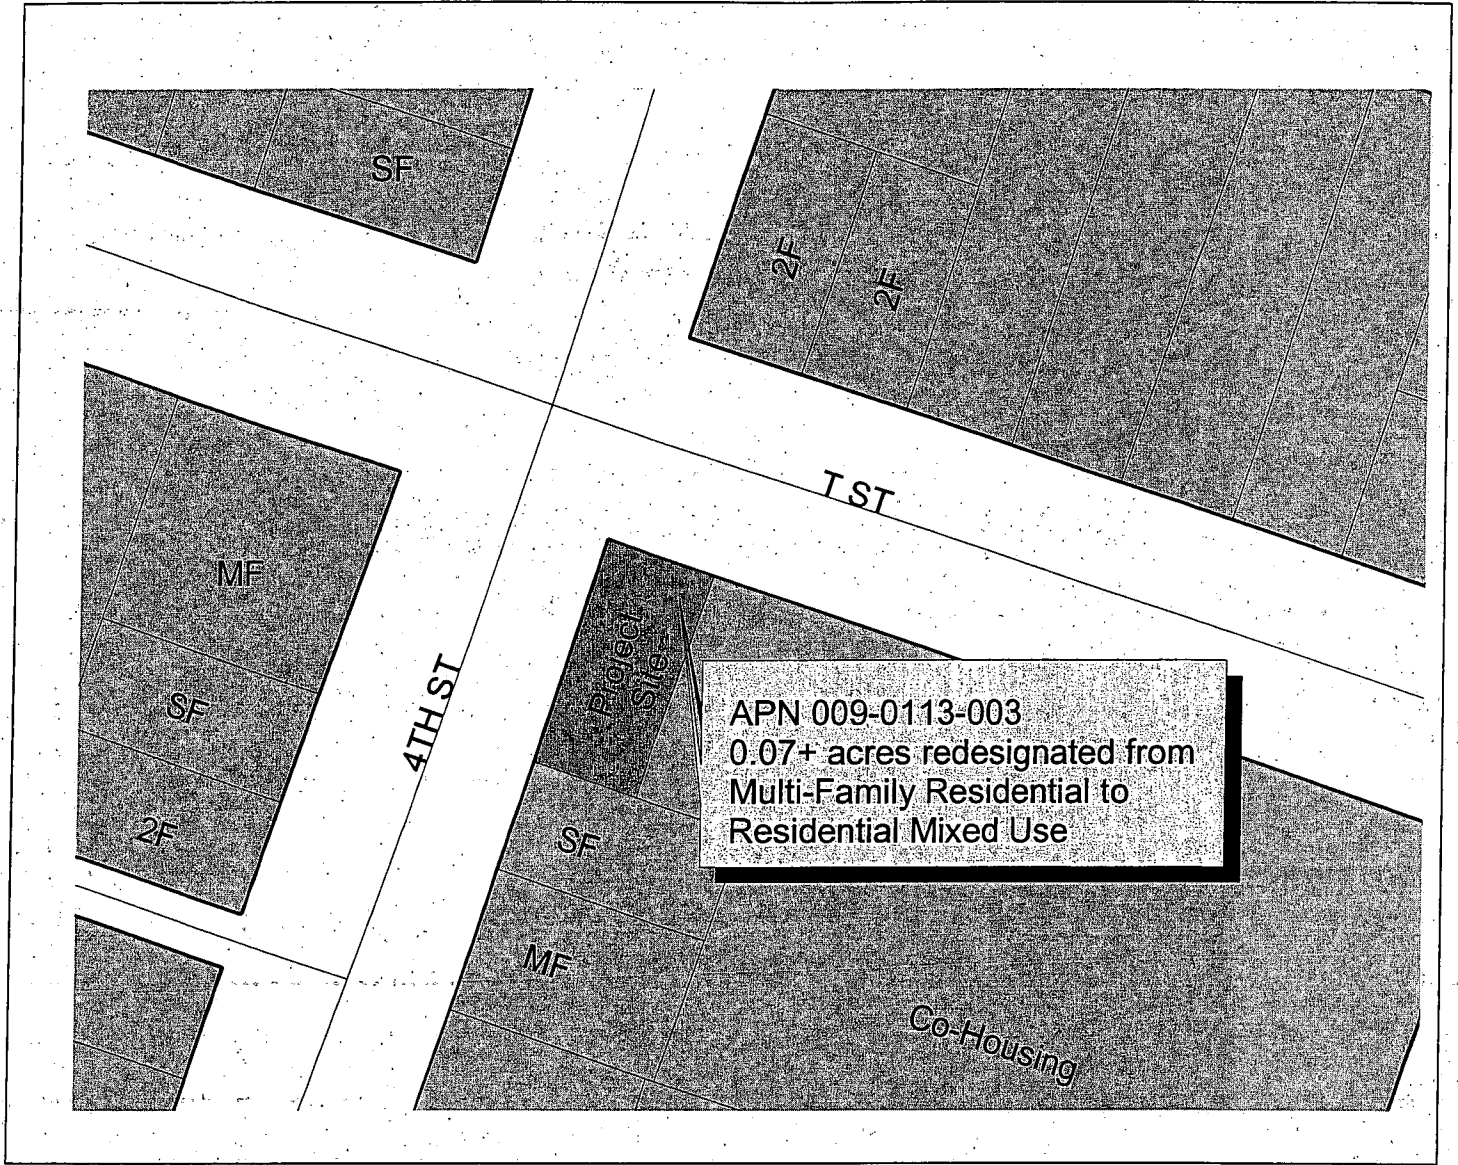 SF
2F
2F
T ST
MF
Project
Site
4TH ST
SF
APN 009-0113-003
0.07+ acres redesignated from
Multi-Family Residential to
Residential Mixed Use
2F
SF
MF
Co-Housing